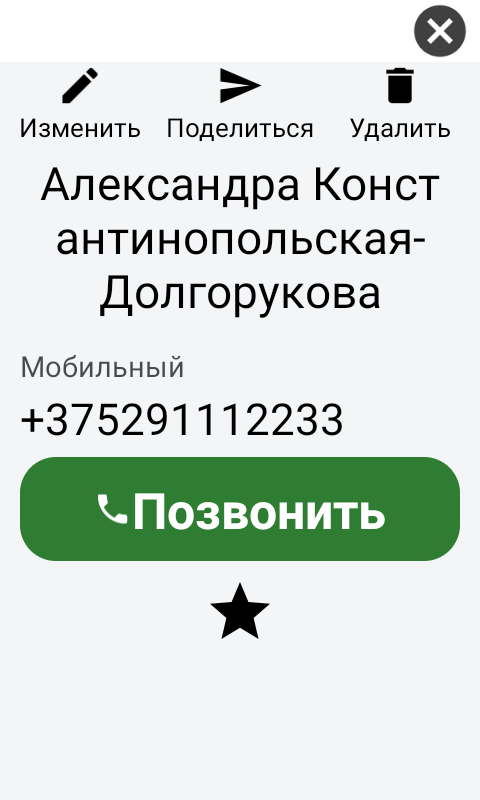 Изменить Поделиться Удалить
Александра Конст
антинопольская-
Долгорукова
Мобильный
+375291112233
Позвонить